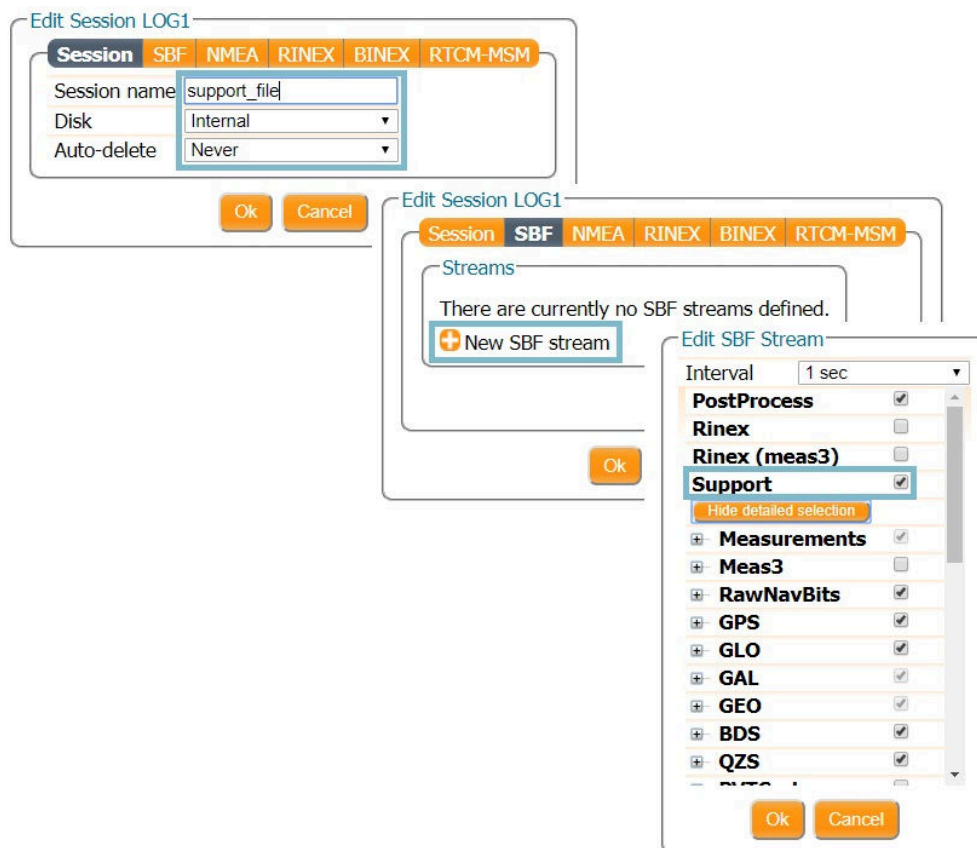 Edit Session LOG1
Session SBF NMEA RINEX BINEX RTCM-MSM
Session name support_file
Disk Internal
Auto-delete Never
Ok Cancel
Edit Session LOG1
Session SBF NMEA RINEX BINEX RTCM-MSM
Streams
There are currently no SBF streams defined.
New SBF stream
Ok
Edit SBF Stream
Interval 1 sec
PostProcess
Rinex
Rinex (meas3)
Support
Hide detailed selection
Measurements
Meas3
RawNavBits
GPS
GLO
GAL
GEO
BDS
QZS
Ok Cancel